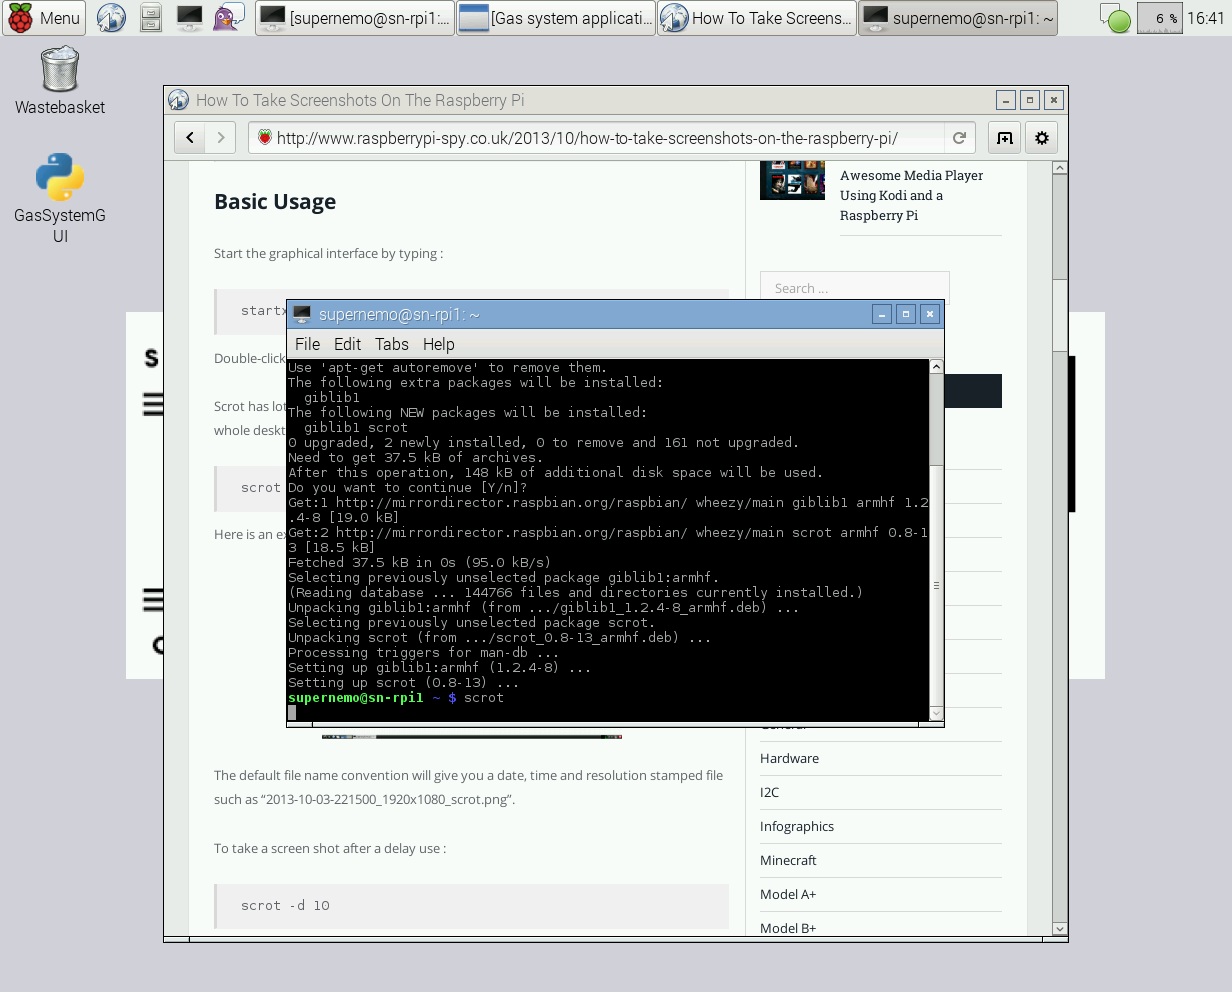 Menu
[supernemo@sn-rpi1:...
[Gas system applicati...
How To Take Screens...
supernemo@sn-rpi1: ~
6 %
16:41
Wastebasket
GasSystemG
UI
How To Take Screenshots On The Raspberry Pi
http://www.raspberrypi-spy.co.uk/2013/10/how-to-take-screenshots-on-the-raspberry-pi/
Basic Usage
Start the graphical interface by typing :
startx
Double-click
Scrot has lot
whole deskt
scrot
Here is an ex
Awesome Media Player
Using Kodi and a
Raspberry Pi
Search ...
supernemo@sn-rpi1: ~
File Edit Tabs Help
Use 'apt-get autoremove' to remove them.
The following extra packages will be installed:
giblib1
The following NEW packages will be installed:
giblib1 scrot
0 upgraded, 2 newly installed, 0 to remove and 161 not upgraded.
Need to get 37.5 kB of archives.
After this operation, 148 kB of additional disk space will be used.
Do you want to continue [Y/n]?
Get:1 http://mirrordirector.raspbian.org/raspbian/ wheezy/main giblib1 armhf 1.2
.4-8 [19.0 kB]
Get:2 http://mirrordirector.raspbian.org/raspbian/ wheezy/main scrot armhf 0.8-1
3 [18.5 kB]
Fetched 37.5 kB in 0s (95.0 kB/s)
Selecting previously unselected package giblib1:armhf.
(Reading database ... 144766 files and directories currently installed.)
Unpacking giblib1:armhf (from .../giblib1_1.2.4-8_armhf.deb) ...
Selecting previously unselected package scrot.
Unpacking scrot (from .../scrot_0.8-13_armhf.deb) ...
Processing triggers for man-db ...
Setting up giblib1:armhf (1.2.4-8) ...
Setting up scrot (0.8-13) ...
supernemo@sn-rpi1 ~ $ scrot
The default file name convention will give you a date, time and resolution stamped file
such as “2013-10-03-221500_1920x1080_scrot.png”.
To take a screen shot after a delay use :
scrot -d 10
General
Hardware
I2C
Infographics
Minecraft
Model A+
Model B+